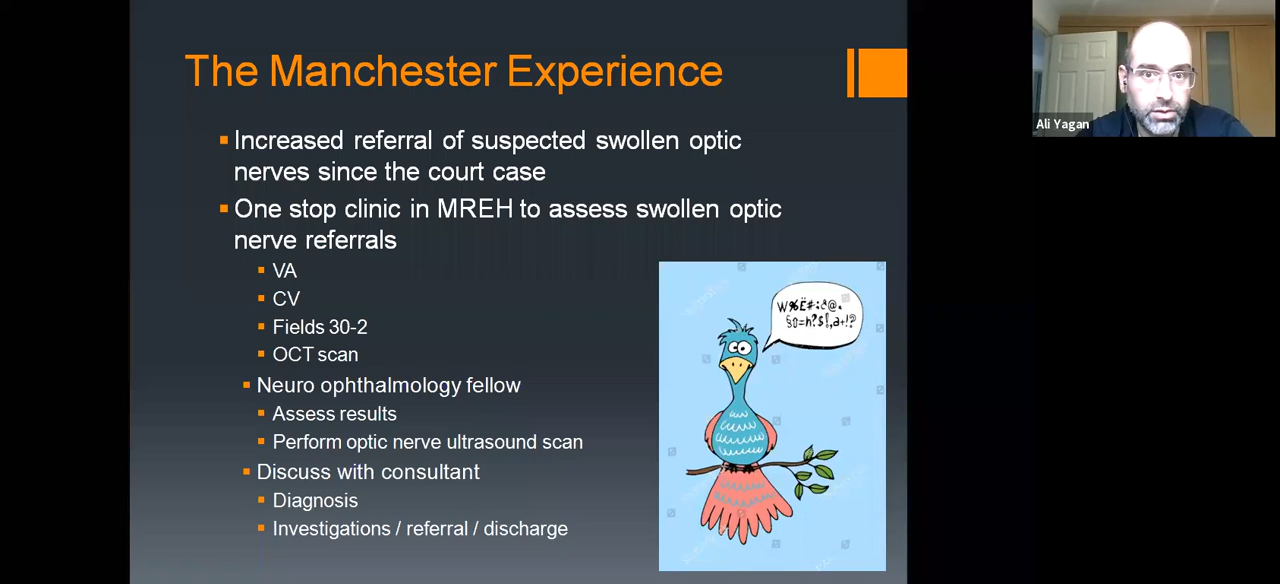 The Manchester Experience
Increased referral of suspected swollen optic
nerves since the court case
One stop clinic in MREH to assess swollen optic
nerve referrals
VA
CV
Fields 30-2
OCT scan
Neuro ophthalmology fellow
Assess results
Perform optic nerve ultrasound scan
Discuss with consultant
Diagnosis
Investigations / referral / discharge
Ali Yagan